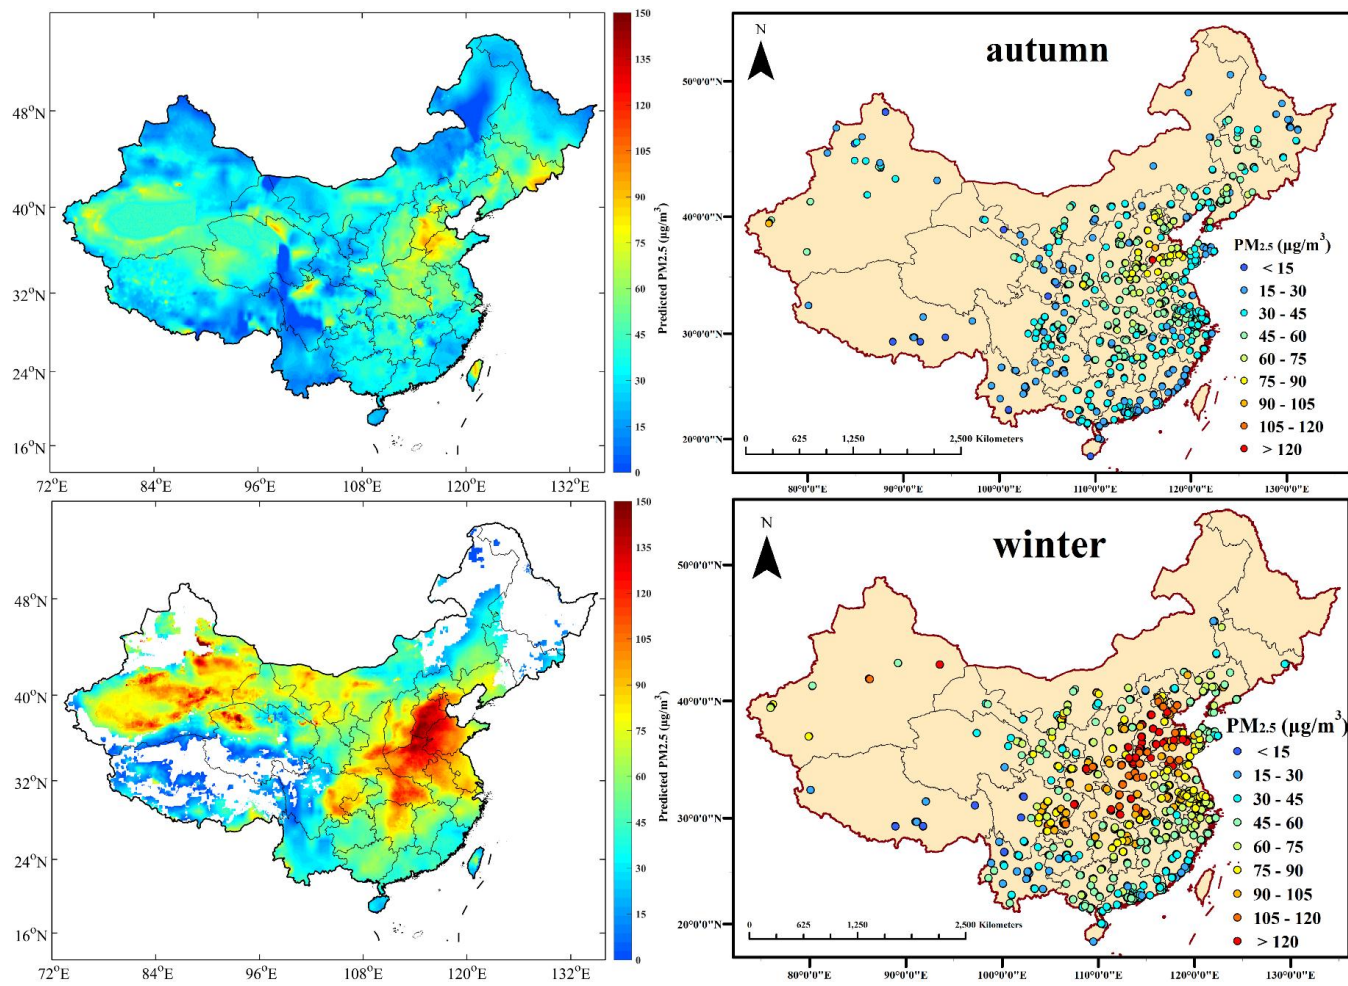 150
135
120
105
90
75
60
45
30
15
0
Predicted PM2.5 (µg/m³)
48°N
40°N
32°N
24°N
16°N
72°E
84°E
96°E
108°E
120°E
132°E
N
autumn
50°0'0"N
40°0'0"N
30°0'0"N
20°0'0"N
PM2.5 (µg/m³)
< 15
15 - 30
30 - 45
45 - 60
60 - 75
75 - 90
90 - 105
105 - 120
> 120
0 625 1,250 2,500 Kilometers
80°0'0"E 90°0'0"E 100°0'0"E 110°0'0"E 120°0'0"E 130°0'0"E
150
135
120
105
90
75
60
45
30
15
0
Predicted PM2.5 (µg/m³)
48°N
40°N
32°N
24°N
16°N
72°E
84°E
96°E
108°E
120°E
132°E
N
winter
50°0'0"N
40°0'0"N
30°0'0"N
20°0'0"N
PM2.5 (µg/m³)
< 15
15 - 30
30 - 45
45 - 60
60 - 75
75 - 90
90 - 105
105 - 120
> 120
0 625 1,250 2,500 Kilometers
80°0'0"E 90°0'0"E 100°0'0"E 110°0'0"E 120°0'0"E 130°0'0"E